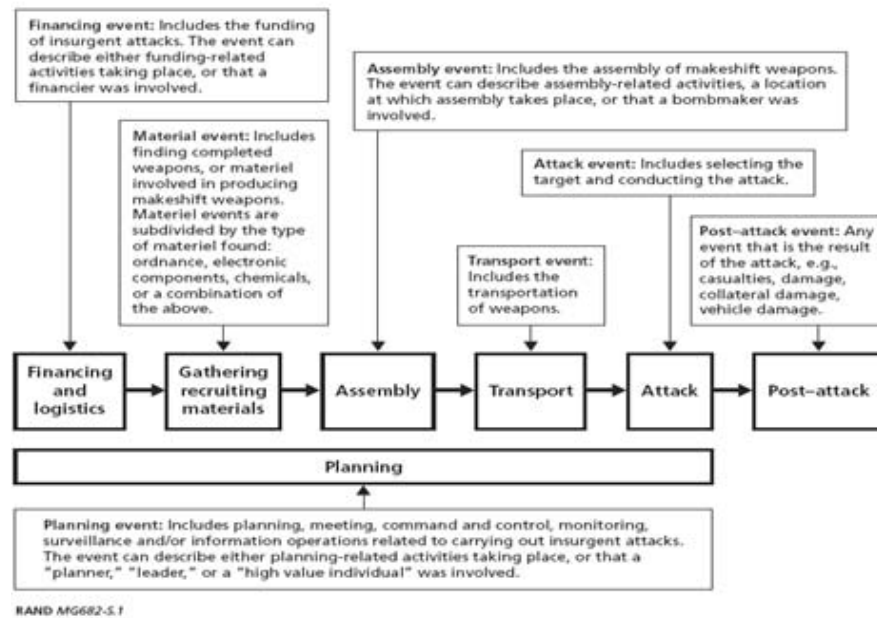 Financing event: Includes the funding
of insurgent attacks. The event can
describe either funding-related
activities taking place, or that a
financier was involved.
Assembly event: Includes the assembly of makeshift weapons.
The event can describe assembly-related activities, a location
at which assembly takes place, or that a bombmaker was
involved.
Material event: Includes
finding completed
weapons, or materiel
involved in producing
makeshift weapons.
Materiel events are
subdivided by the type
of materiel found:
ordnance, electronic
components, chemicals,
or a combination of
the above.
Attack event: Includes selecting the
target and conducting the attack.
Transport event:
Includes the
transportation
of weapons.
Post–attack event: Any
event that is the result
of the attack, e.g.,
casualties, damage,
collateral damage,
vehicle damage.
Financing
and
logistics
Gathering
recruiting
materials
Assembly
Transport
Attack
Post–attack
Planning
Planning event: Includes planning, meeting, command and control, monitoring,
surveillance and/or information operations related to carrying out insurgent attacks.
The event can describe either planning-related activities taking place, or that a
"planner," "leader," or a "high value individual" was involved.
RAND MG682-S.1